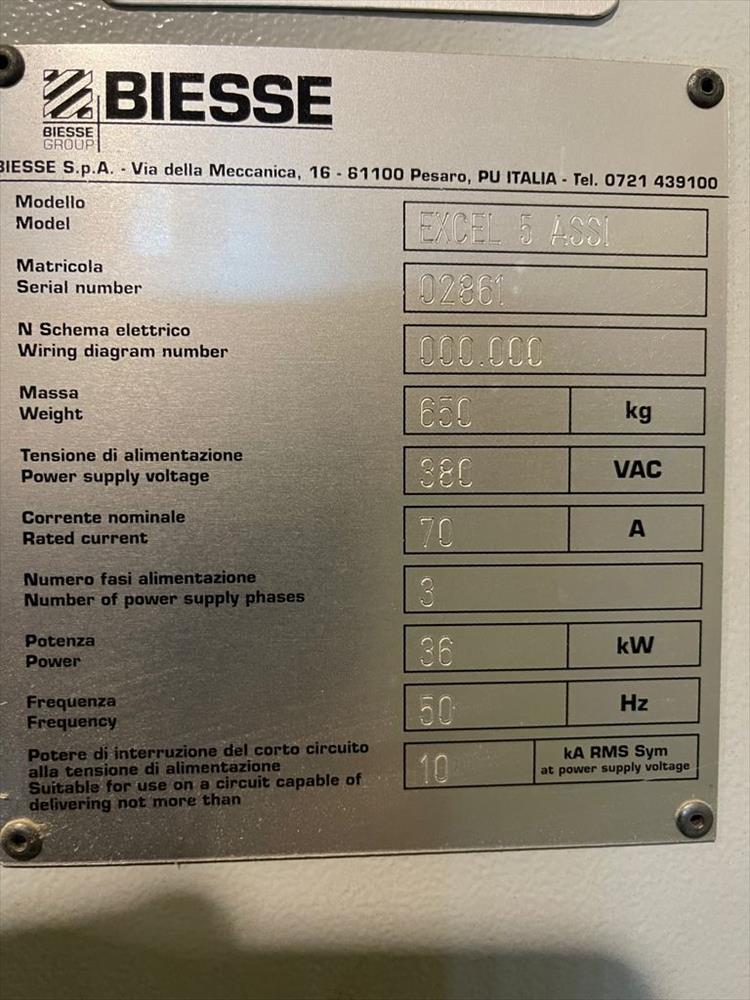 BIESSE
BIESSE
GROUP
BIESSE S.p.A. - Via della Meccanica, 16 - 61100 Pesaro, PU ITALIA - Tel. 0721 439100
Modello
Model
EXCEL 5 ASSI
Matricola
Serial number
02861
N Schema elettrico
Wiring diagram number
000.000
Massa
Weight
650 kg
Tensione di alimentazione
Power supply voltage
380 VAC
Corrente nominale
Rated current
70 A
Numero fasi alimentazione
Number of power supply phases
3
Potenza
Power
36 kW
Frequenza
Frequency
50 Hz
Potere di interruzione del corto circuito
alla tensione di alimentazione
Suitable for use on a circuit capable of
delivering not more than
10 kA RMS Sym
at power supply voltage